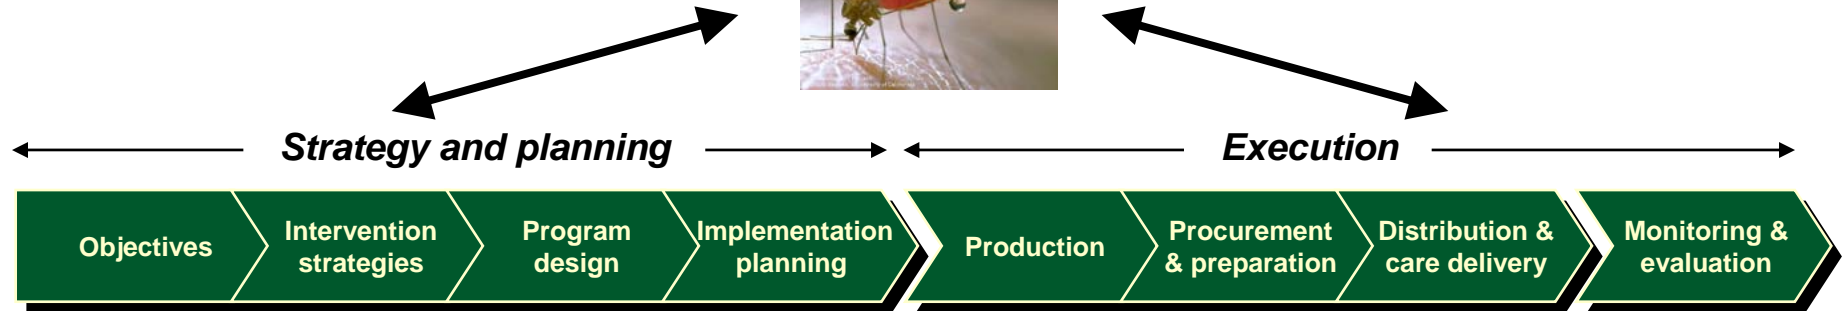 Strategy and planning
Execution
Objectives
Intervention
strategies
Program
design
Implementation
planning
Production
Procurement
& preparation
Distribution &
care delivery
Monitoring &
evaluation